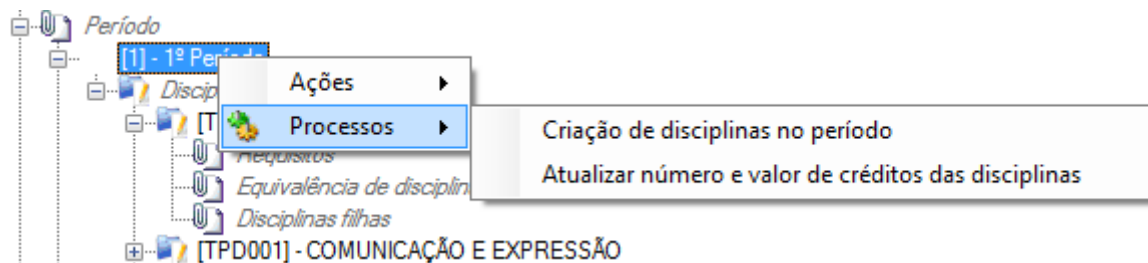 Período
[1] - 1º Período
Ações
Discip
Processos
[T
Criação de disciplinas no período
Requisitos
Atualizar número e valor de créditos das disciplinas
Equivalência de disciplin
Disciplinas filhas
[TPD001] - COMUNICAÇÃO E EXPRESSÃO